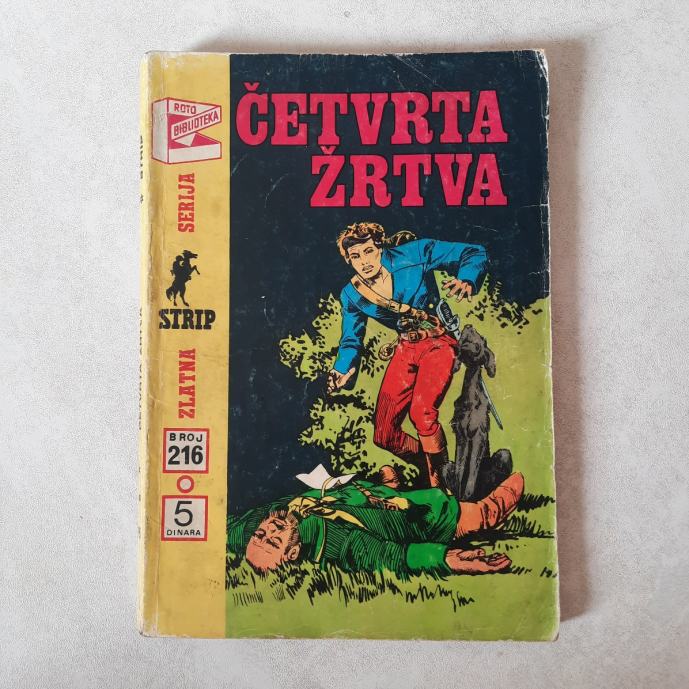 ROTO
BIBLIOTEKA
ČETVRTA
ŽRTVA
SERIJA
STRIP
ZLATNA
BROJ
216
5
DINARA